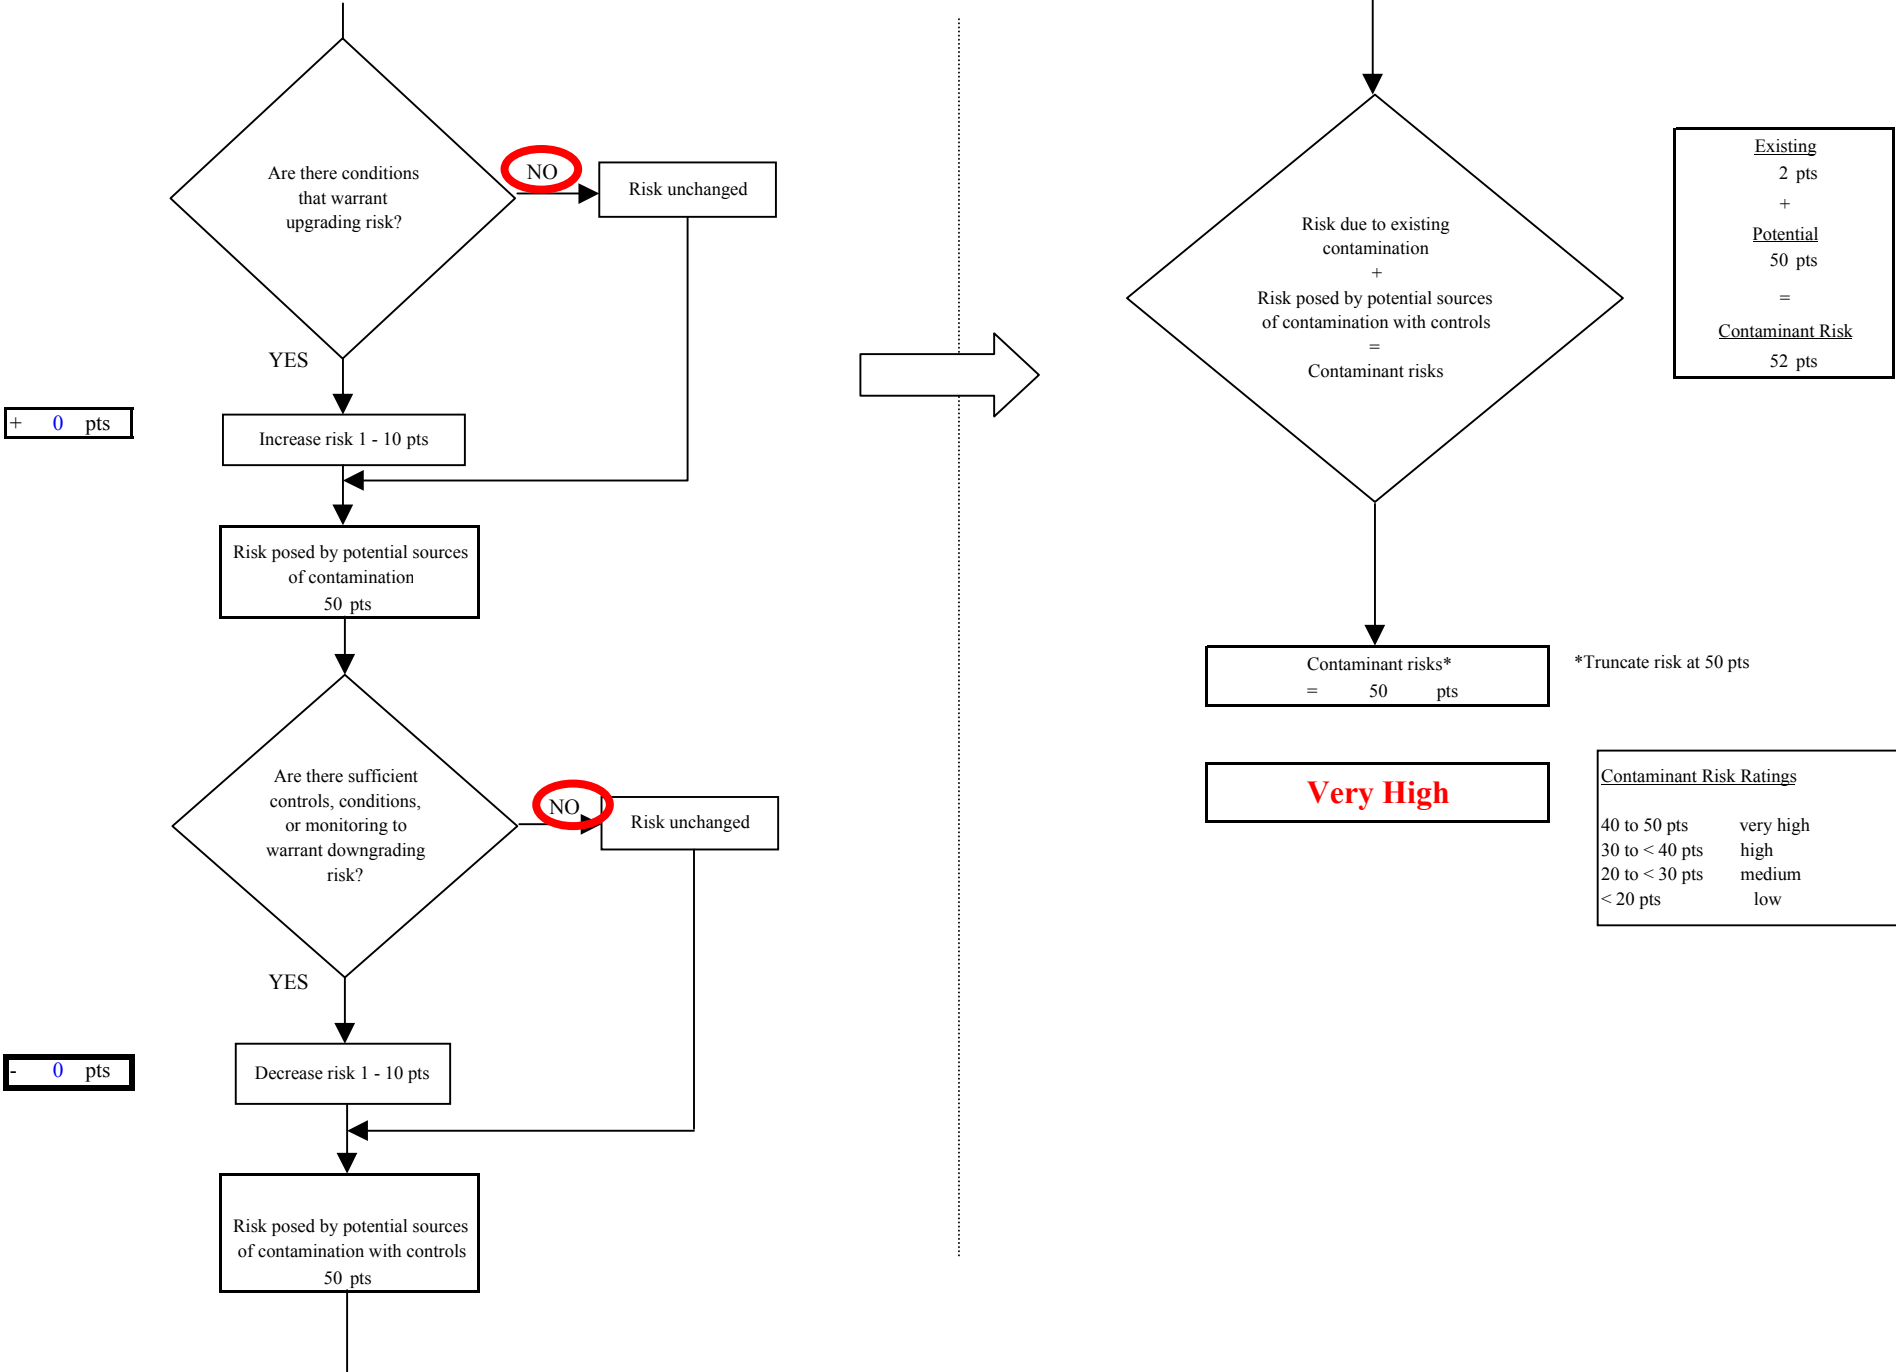 Are there conditions
that warrant
upgrading risk?
NO
Risk unchanged
YES
+ 0 pts
Increase risk 1 - 10 pts
Risk posed by potential sources
of contamination
50 pts
Are there sufficient
controls, conditions,
or monitoring to
warrant downgrading
risk?
NO
Risk unchanged
YES
- 0 pts
Decrease risk 1 - 10 pts
Risk posed by potential sources
of contamination with controls
50 pts
Risk due to existing
contamination
+
Risk posed by potential sources
of contamination with controls
=
Contaminant risks
Existing
2 pts
+
Potential
50 pts
=
Contaminant Risk
52 pts
Contaminant risks*
= 50 pts
*Truncate risk at 50 pts
Very High
Contaminant Risk Ratings
40 to 50 pts very high
30 to < 40 pts high
20 to < 30 pts medium
< 20 pts low